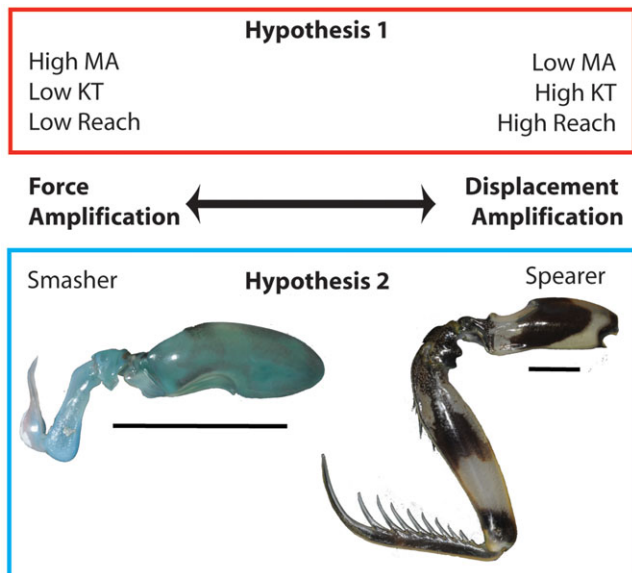 Hypothesis 1
High MA
Low KT
Low Reach
Low MA
High KT
High Reach
Force
Amplification
Displacement
Amplification
Smasher
Hypothesis 2
Spearer